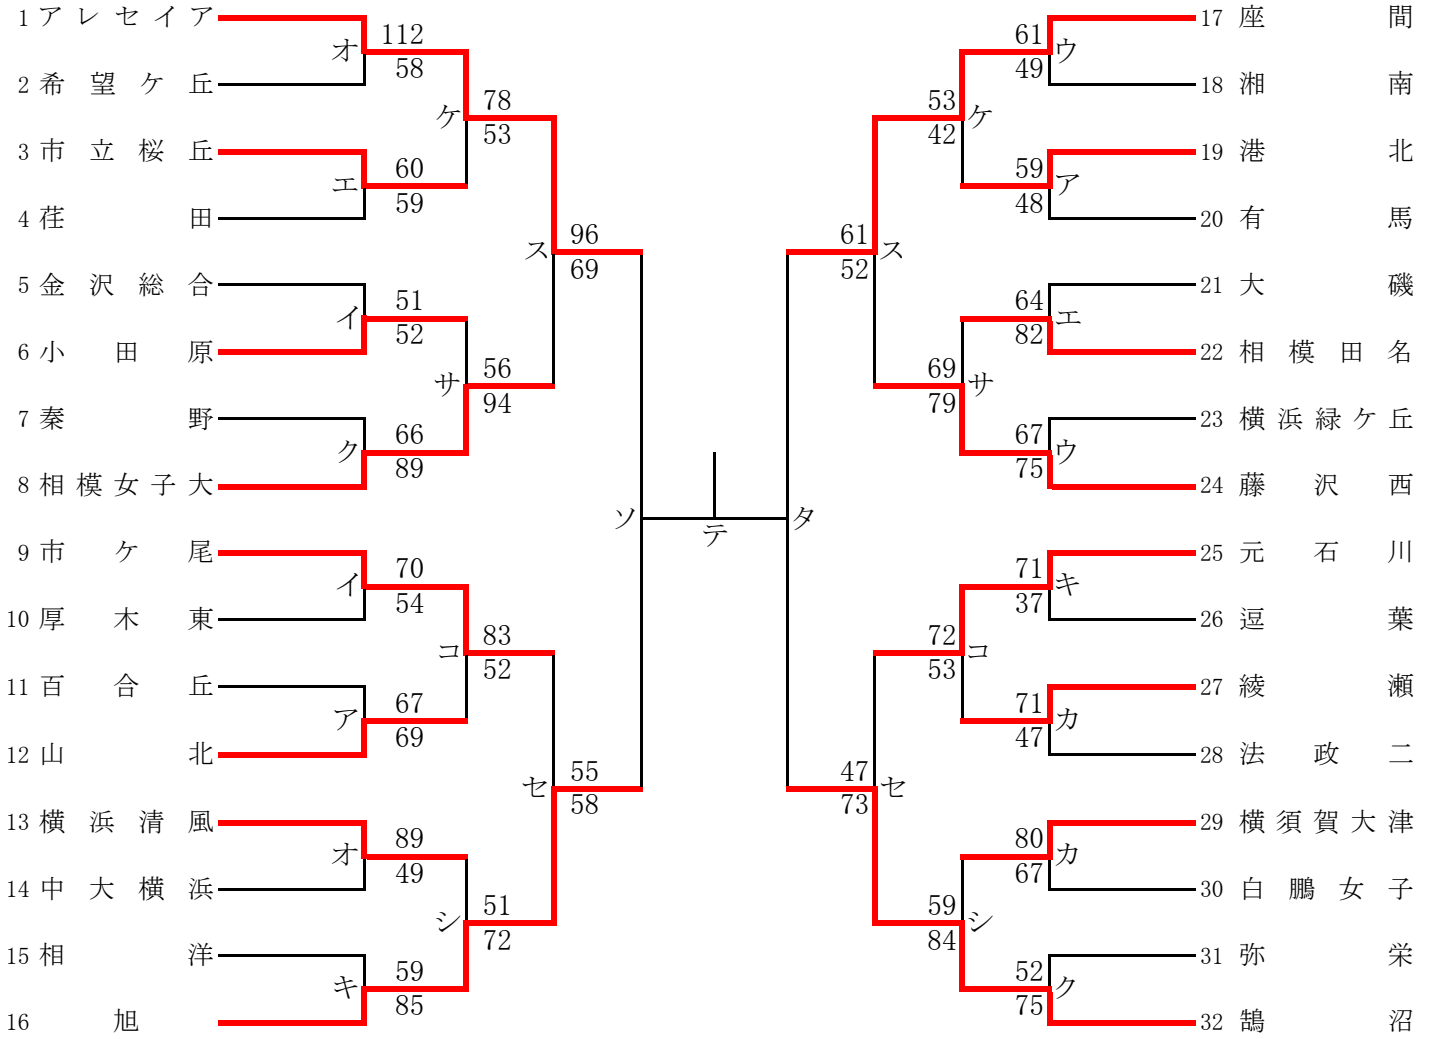 1 アレセイア
オ
112
58
2 希望ケ丘
ケ
78
53
3 市立桜丘
エ
60
59
4 荏田
ス
96
69
5 金沢総合
イ
51
52
6 小田原
サ
56
94
7 秦野
ク
66
89
8 相模女子大
ソ
テ
タ
9 市ケ尾
イ
70
54
10 厚木東
コ
83
52
11 百合丘
ア
67
69
12 山北
セ
55
58
13 横浜清風
オ
89
49
14 中大横浜
シ
51
72
15 相洋
キ
59
85
16 旭
17 座間
61
ウ
49
18 湘南
53
ケ
42
19 港北
59
ア
48
20 有馬
61
ス
52
21 大磯
64
エ
82
22 相模田名
69
サ
79
23 横浜緑ケ丘
67
ウ
75
24 藤沢西
25 元石川
71
キ
37
26 逗葉
72
コ
53
27 綾瀬
71
カ
47
28 法政二
47
セ
73
29 横須賀大津
80
カ
67
30 白鵬女子
59
シ
84
31 弥栄
52
ク
75
32 鵠沼